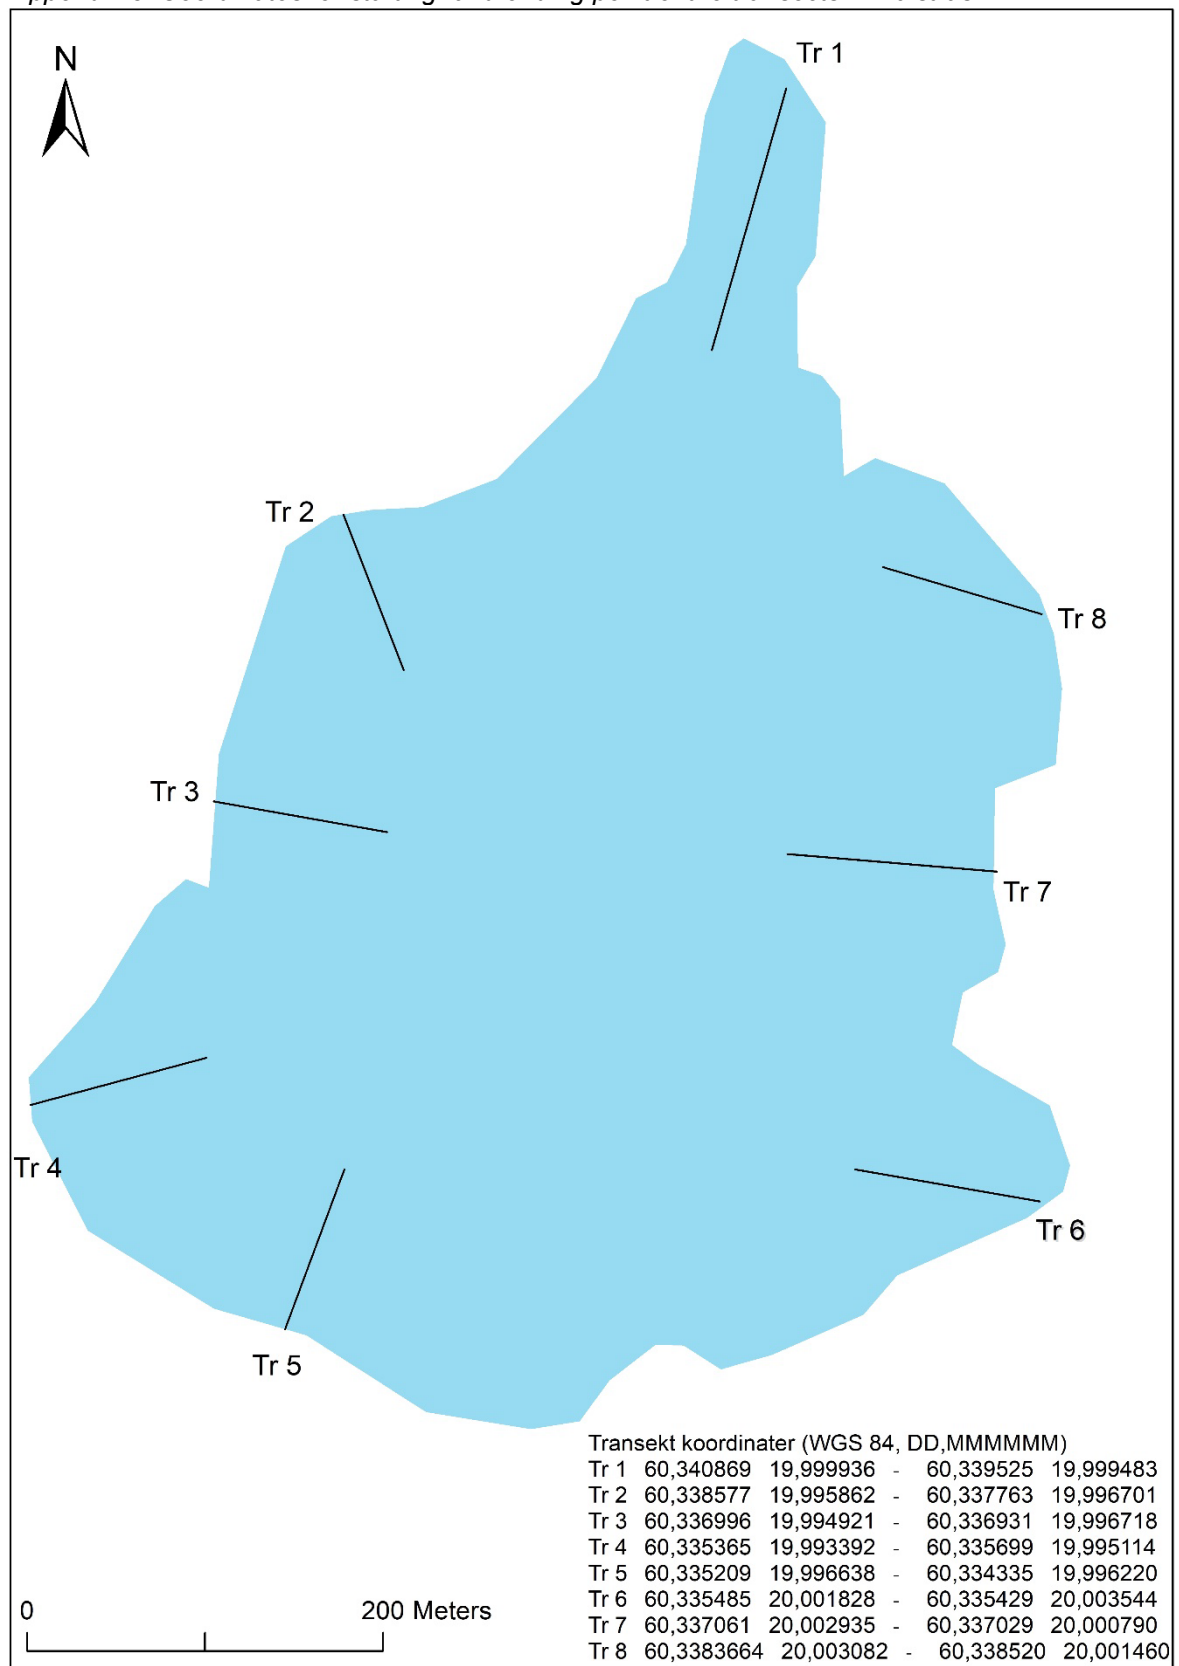 N
Tr 1
Tr 2
Tr 8
Tr 3
Tr 7
Tr 4
Tr 6
Tr 5
Transekt koordinater (WGS 84, DD,MMMMMM)
Tr 1 60,340869 19,999936 - 60,339525 19,999483
Tr 2 60,338577 19,995862 - 60,337763 19,996701
Tr 3 60,336996 19,994921 - 60,336931 19,996718
Tr 4 60,335365 19,993392 - 60,335699 19,995114
Tr 5 60,335209 19,996638 - 60,334335 19,996220
Tr 6 60,335485 20,001828 - 60,335429 20,003544
Tr 7 60,337061 20,002935 - 60,337029 20,000790
Tr 8 60,3383664 20,003082 - 60,338520 20,001460
0 200 Meters